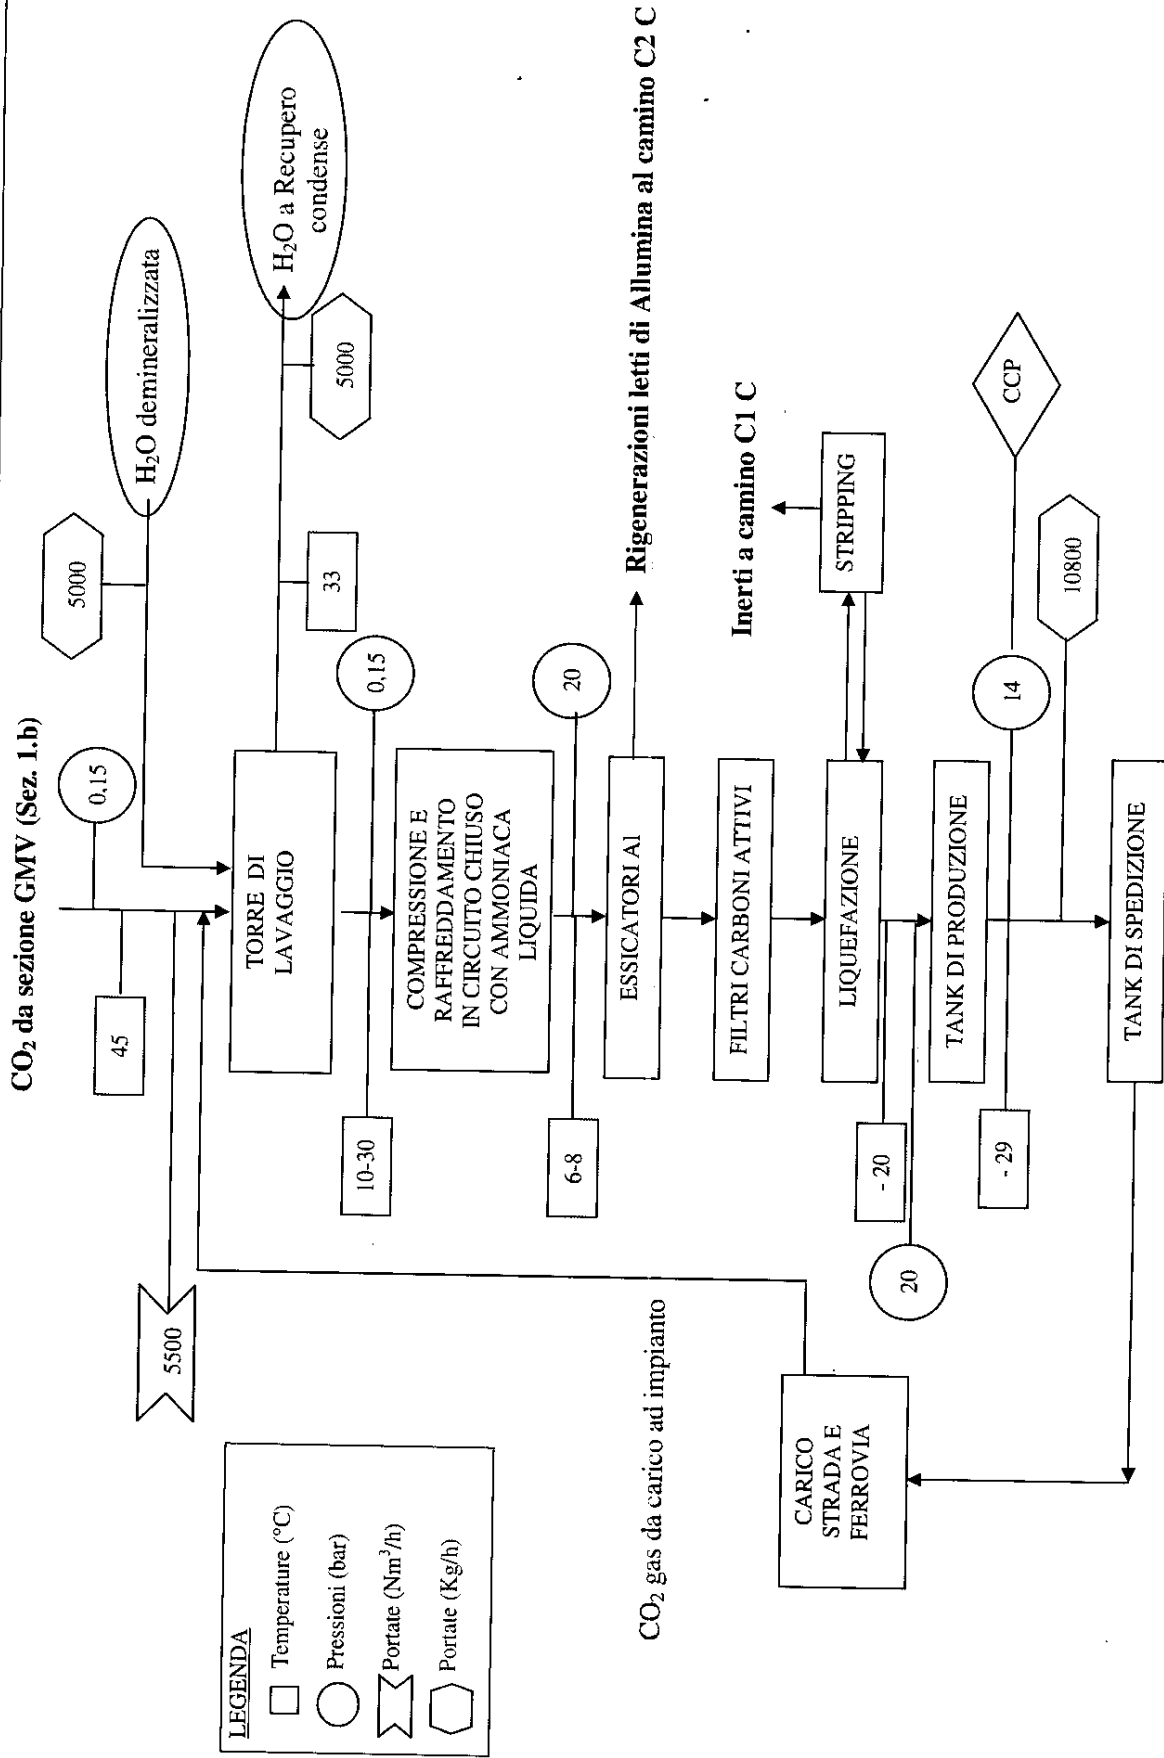 CO₂ da sezione GMV (Sez. 1.b)
0,15
45
5500
5000
H₂O demineralizzata
TORRE DI
LAVAGGIO
33
5000
H₂O a Recupero
condense
10-30
0,15
COMPRESSIONE E
RAFFREDDAMENTO
IN CIRCUITO CHIUSO
CON AMMONIACA
LIQUIDA
6-8
20
ESSICATORI Al
Rigenerazioni letti di Allumina al camino C2 C
FILTRI CARBONI ATTIVI
LIQUEFAZIONE
STRIPPING
Inerti a camino C1 C
- 20
20
TANK DI PRODUZIONE
- 29
14
CCP
10800
TANK DI SPEDIZIONE
CARICO
STRADA E
FERROVIA
CO₂ gas da carico ad impianto
LEGENDA
Temperature (°C)
Pressioni (bar)
Portate (Nm³/h)
Portate (Kg/h)